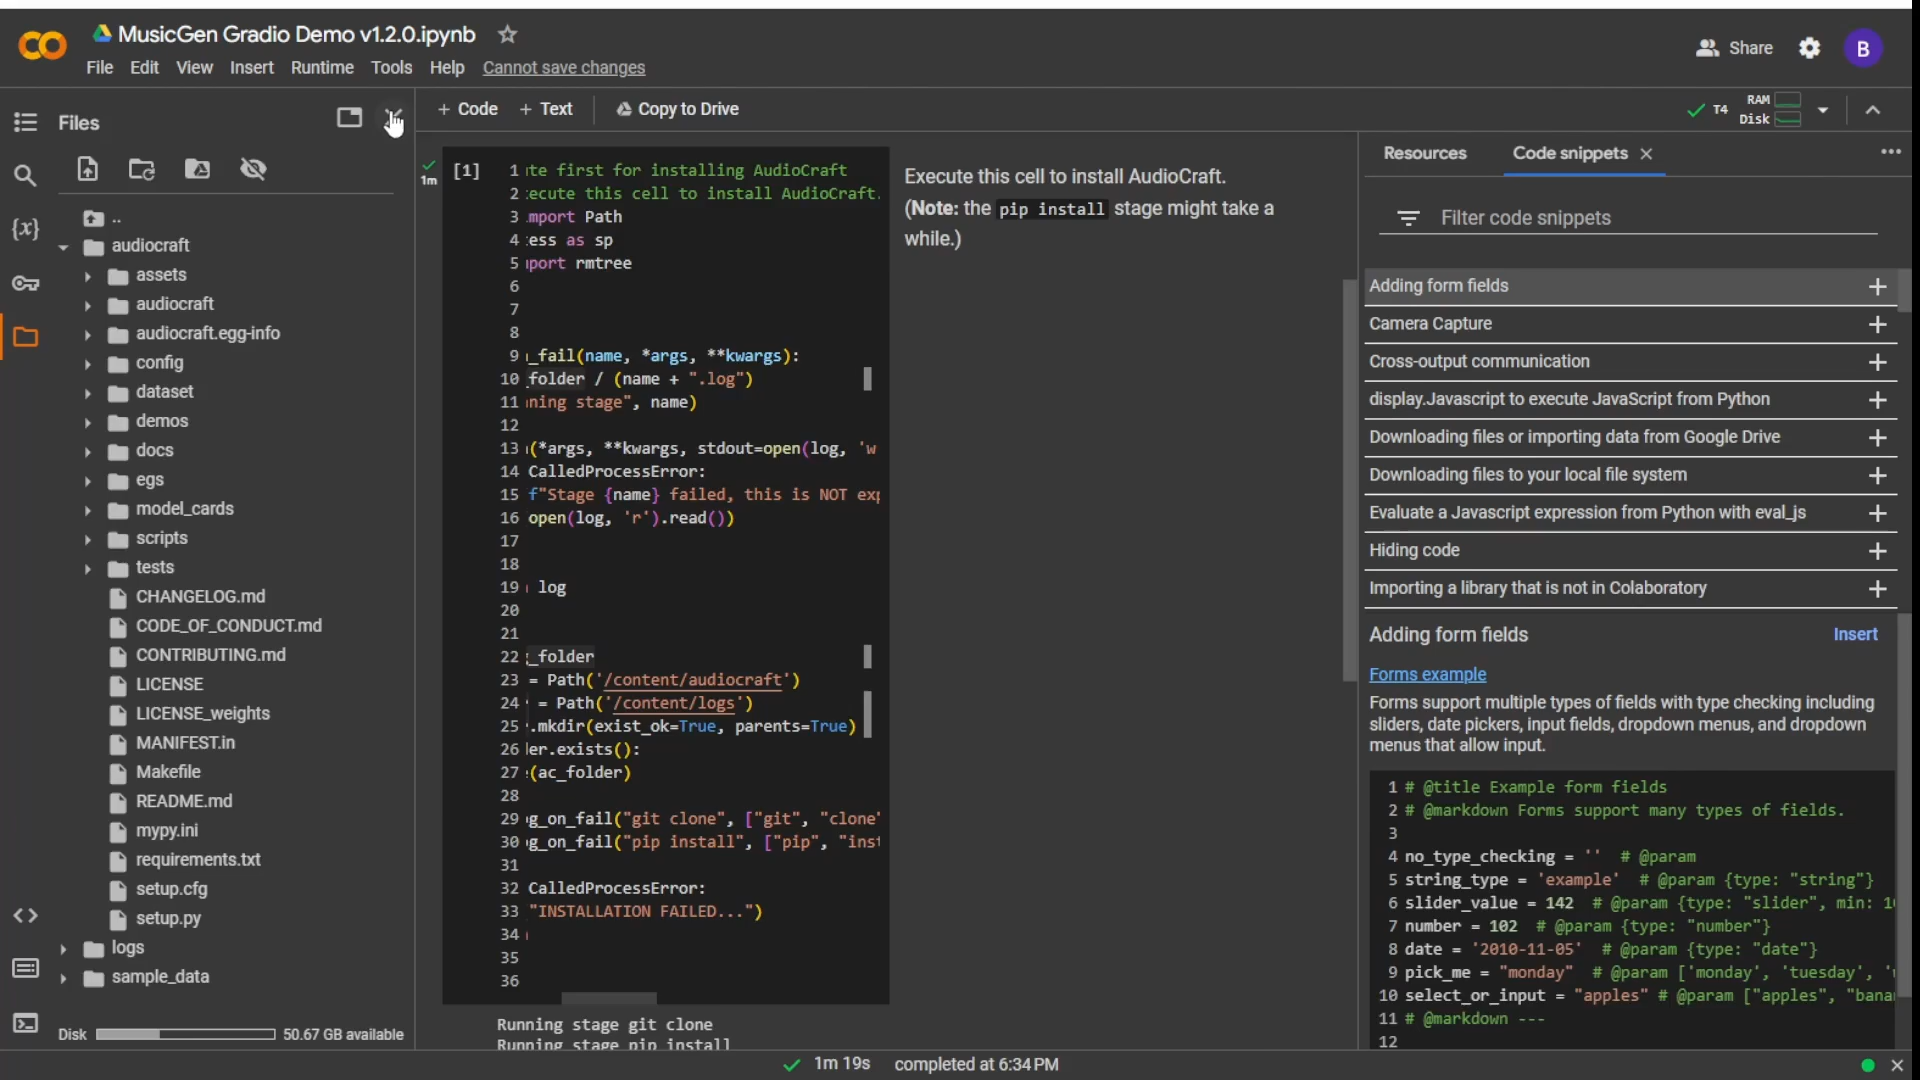 MusicGen Gradio Demo v1.2.0.ipynb
File Edit View Insert Runtime Tools Help Cannot save changes
Share
B
Files
..
audiocraft
assets
audiocraft
audiocraft.egg-info
config
dataset
demos
docs
egs
model_cards
scripts
tests
CHANGELOG.md
CODE_OF_CONDUCT.md
CONTRIBUTING.md
LICENSE
LICENSE_weights
MANIFEST.in
Makefile
README.md
mypy.ini
requirements.txt
setup.cfg
setup.py
logs
sample_data
Disk 50.67 GB available
+ Code + Text Copy to Drive
T4 RAM
Disk
1m
[1]
1 te first for installing AudioCraft
2 ecute this cell to install AudioCraft.
3 mport Path
4 ess as sp
5 port rmtree
6
7
8
9 _fail(name, *args, **kwargs):
10 folder / (name + ".log")
11 ning stage", name)
12
13 (*args, **kwargs, stdout=open(log, 'w
14 CalledProcessError:
15 f"Stage {name} failed, this is NOT exp
16 open(log, 'r').read())
17
18
19 log
20
21
22 _folder
23 = Path('/content/audiocraft')
24 = Path('/content/logs')
25 .mkdir(exist_ok=True, parents=True)
26 er.exists():
27 (ac_folder)
28
29 g_on_fail("git clone", ["git", "clone"
30 g_on_fail("pip install", ["pip", "inst
31
32 CalledProcessError:
33 "INSTALLATION FAILED...")
34
35
36
Running stage git clone
Running stage pip install
Execute this cell to install AudioCraft.
(Note: the pip install stage might take a
while.)
Resources Code snippets
Filter code snippets
Adding form fields
Camera Capture
Cross-output communication
display.Javascript to execute JavaScript from Python
Downloading files or importing data from Google Drive
Downloading files to your local file system
Evaluate a Javascript expression from Python with eval_js
Hiding code
Importing a library that is not in Colaboratory
Adding form fields Insert
Forms example
Forms support multiple types of fields with type checking including
sliders, date pickers, input fields, dropdown menus, and dropdown
menus that allow input.
1 # @title Example form fields
2 # @markdown Forms support many types of fields.
3
4 no_type_checking = '' # @param
5 string_type = 'example' # @param {type: "string"}
6 slider_value = 142 # @param {type: "slider", min: 1
7 number = 102 # @param {type: "number"}
8 date = '2010-11-05' # @param {type: "date"}
9 pick_me = "monday" # @param ['monday', 'tuesday', '
10 select_or_input = "apples" # @param ["apples", "bana
11 # @markdown ---
12
1m 19s completed at 6:34 PM